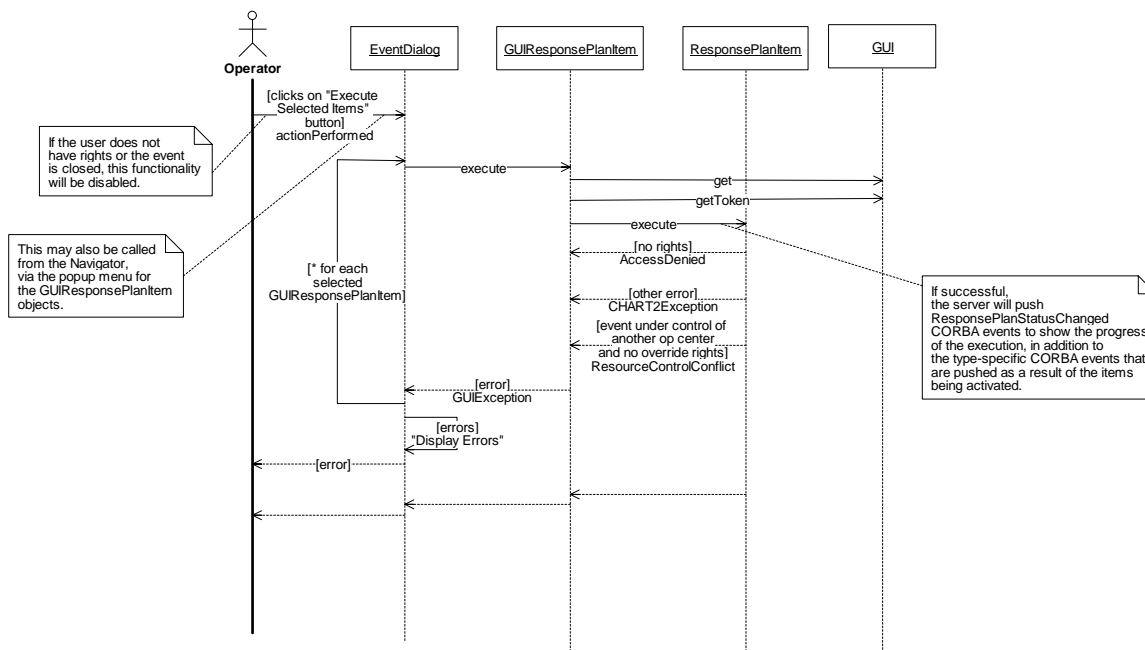 EventDialog
GUIResponsePlanItem
ResponsePlanItem
GUI
Operator
[clicks on "Execute
Selected Items"
button]
actionPerformed
If the user does not
have rights or the event
is closed, this functionality
will be disabled.
execute
get
getToken
execute
This may also be called
from the Navigator,
via the popup menu for
the GUIResponsePlanItem
objects.
[* for each
selected
GUIResponsePlanItem]
[no rights]
AccessDenied
[other error]
CHART2Exception
[event under control of
another op center
and no override rights]
ResourceControlConflict
If successful,
the server will push
ResponsePlanStatusChanged
CORBA events to show the progress
of the execution, in addition to
the type-specific CORBA events that
are pushed as a result of the items
being activated.
[error]
GUIException
[errors]
"Display Errors"
[error]